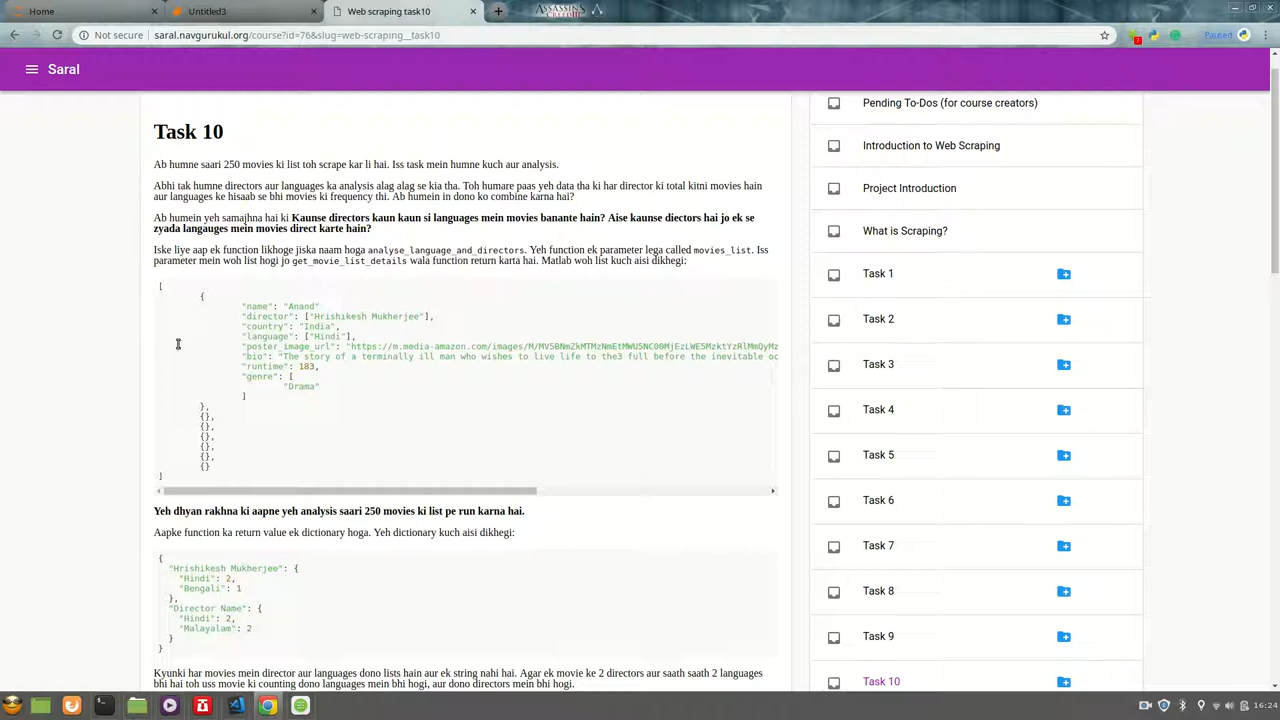 Home
Untitled3
Web scraping task10
Not secure
saral.navgurukul.org/course?id=76&slug=web-scraping__task10
Paused
Saral
Task 10
Ab humne saari 250 movies ki list toh scrape kar li hai. Iss task mein humne kuch aur analysis.
Abhi tak humne directors aur languages ka analysis alag alag se kia tha. Toh humare paas yeh data tha ki har director ki total kitni movies hain
aur languages ke hisaab se bhi movies ki frequency thi. Ab humein in dono ko combine karna hai?
Ab humein yeh samajhna hai ki Kaunse directors kaun kaun si languages mein movies banante hain? Aise kaunse diectors hai jo ek se
zyada langauges mein movies direct karte hain?
Iske liye aap ek function likhoge jiska naam hoga analyse_language_and_directors. Yeh function ek parameter lega called movies_list. Iss
parameter mein woh list hogi jo get_movie_list_details wala function return karta hai. Matlab woh list kuch aisi dikhegi:
[
{
"name": "Anand"
"director": ["Hrishikesh Mukherjee"],
"country": "India",
"language": ["Hindi"],
"poster_image_url": "https://m.media-amazon.com/images/M/
"bio": "The story of a terminally ill man who wishes to live life to the3 full before the inevitable oc
"runtime": 183,
"genre": [
"Drama"
]
},
{},
{},
{},
{},
{},
{}
]
Yeh dhyan rakhna ki aapne yeh analysis saari 250 movies ki list pe run karna hai.
Aapke function ka return value ek dictionary hoga. Yeh dictionary kuch aisi dikhegi:
{
"Hrishikesh Mukherjee": {
"Hindi": 2,
"Bengali": 1
},
"Director Name": {
"Hindi": 2,
"Malayalam": 2
}
}
Kyunki har movies mein director aur languages dono lists hain aur ek string nahi hai. Agar ek movie ke 2 directors aur saath saath 2 languages
bhi hai toh uss movie ki counting dono languages mein bhi hogi, aur dono directors mein bhi hogi.
Pending To-Dos (for course creators)
Introduction to Web Scraping
Project Introduction
What is Scraping?
Task 1
Task 2
Task 3
Task 4
Task 5
Task 6
Task 7
Task 8
Task 9
Task 10
16:24